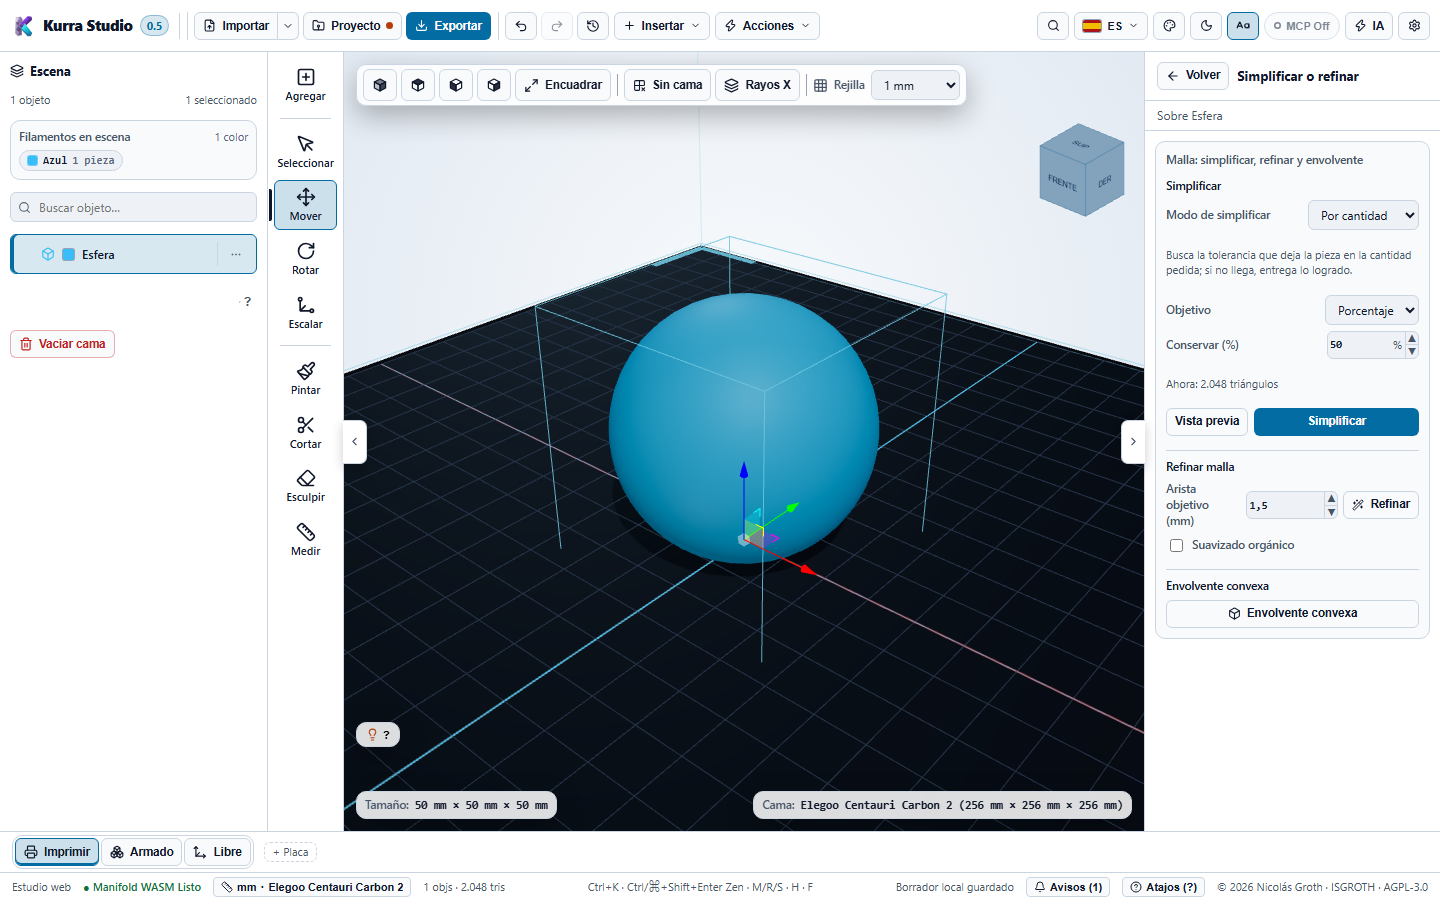 Kurra Studio 0.5
Importar
Proyecto
Exportar
Insertar
Acciones
ES
MCP Off
IA
Escena
1 objeto 1 seleccionado
Filamentos en escena 1 color
Azul 1 pieza
Buscar objeto...
Esfera
?
Vaciar cama
Agregar
Seleccionar
Mover
Rotar
Escalar
Pintar
Cortar
Esculpir
Medir
Encuadrar
Sin cama
Rayos X
Rejilla 1 mm
SUP
FRENTE
DER
?
Tamaño: 50 mm × 50 mm × 50 mm
Cama: Elegoo Centauri Carbon 2 (256 mm × 256 mm × 256 mm)
Volver
Simplificar o refinar
Sobre Esfera
Malla: simplificar, refinar y envolvente
Simplificar
Modo de simplificar Por cantidad
Busca la tolerancia que deja la pieza en la cantidad
pedida; si no llega, entrega lo logrado.
Objetivo Porcentaje
Conservar (%) 50 %
Ahora: 2.048 triángulos
Vista previa
Simplificar
Refinar malla
Arista
objetivo
(mm)
1,5
Refinar
Suavizado orgánico
Envolvente convexa
Envolvente convexa
Imprimir
Armado
Libre
+ Placa
Estudio web
Manifold WASM Listo
mm · Elegoo Centauri Carbon 2
1 objs · 2.048 tris
Ctrl+K · Ctrl/⌘+Shift+Enter Zen · M/R/S · H · F
Borrador local guardado
Avisos (1)
Atajos (?)
© 2026 Nicolás Groth · ISGROTH · AGPL-3.0